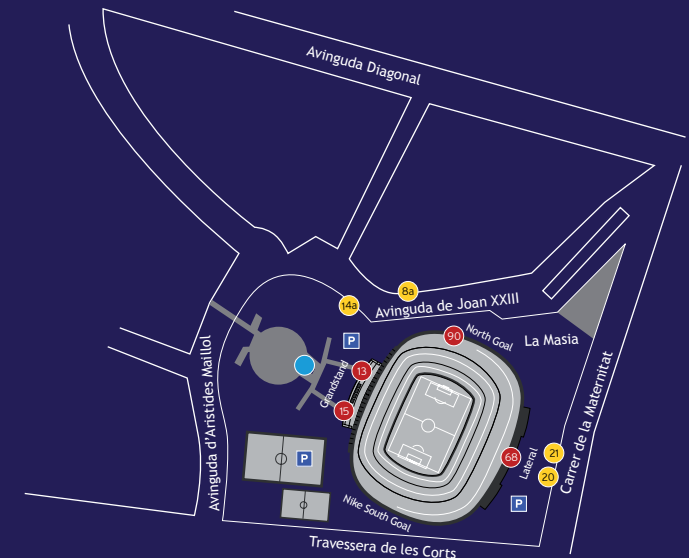 Avinguda Diagonal
8a
14a
Avinguda de Joan XXIII
90
North Goal
La Masia
P
13
Grandstand
15
Avinguda d'Aristides Maillol
Carrer de la Maternitat
21
68
Lateral
20
P
P
Nike South Goal
Travessera de les Corts